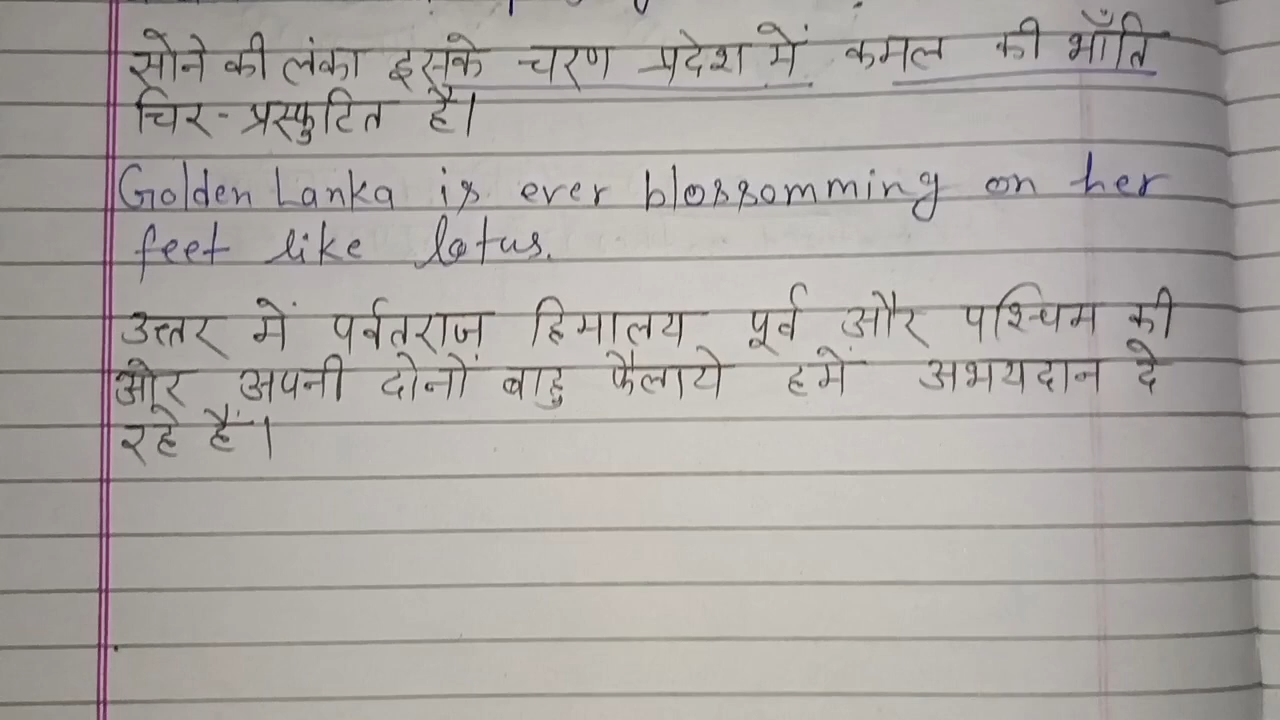 सोने की लंका इसके चरण प्रदेश में कमल की भाँति
चिर-प्रस्फुटित है।
Golden Lanka is ever blossomming on her
feet like lotus.
उत्तर में पर्वतराज हिमालय पूर्व और पश्चिम की
ओर अपनी दोनों बाहु फैलाये हमें अभयदान दे
रहे हैं।